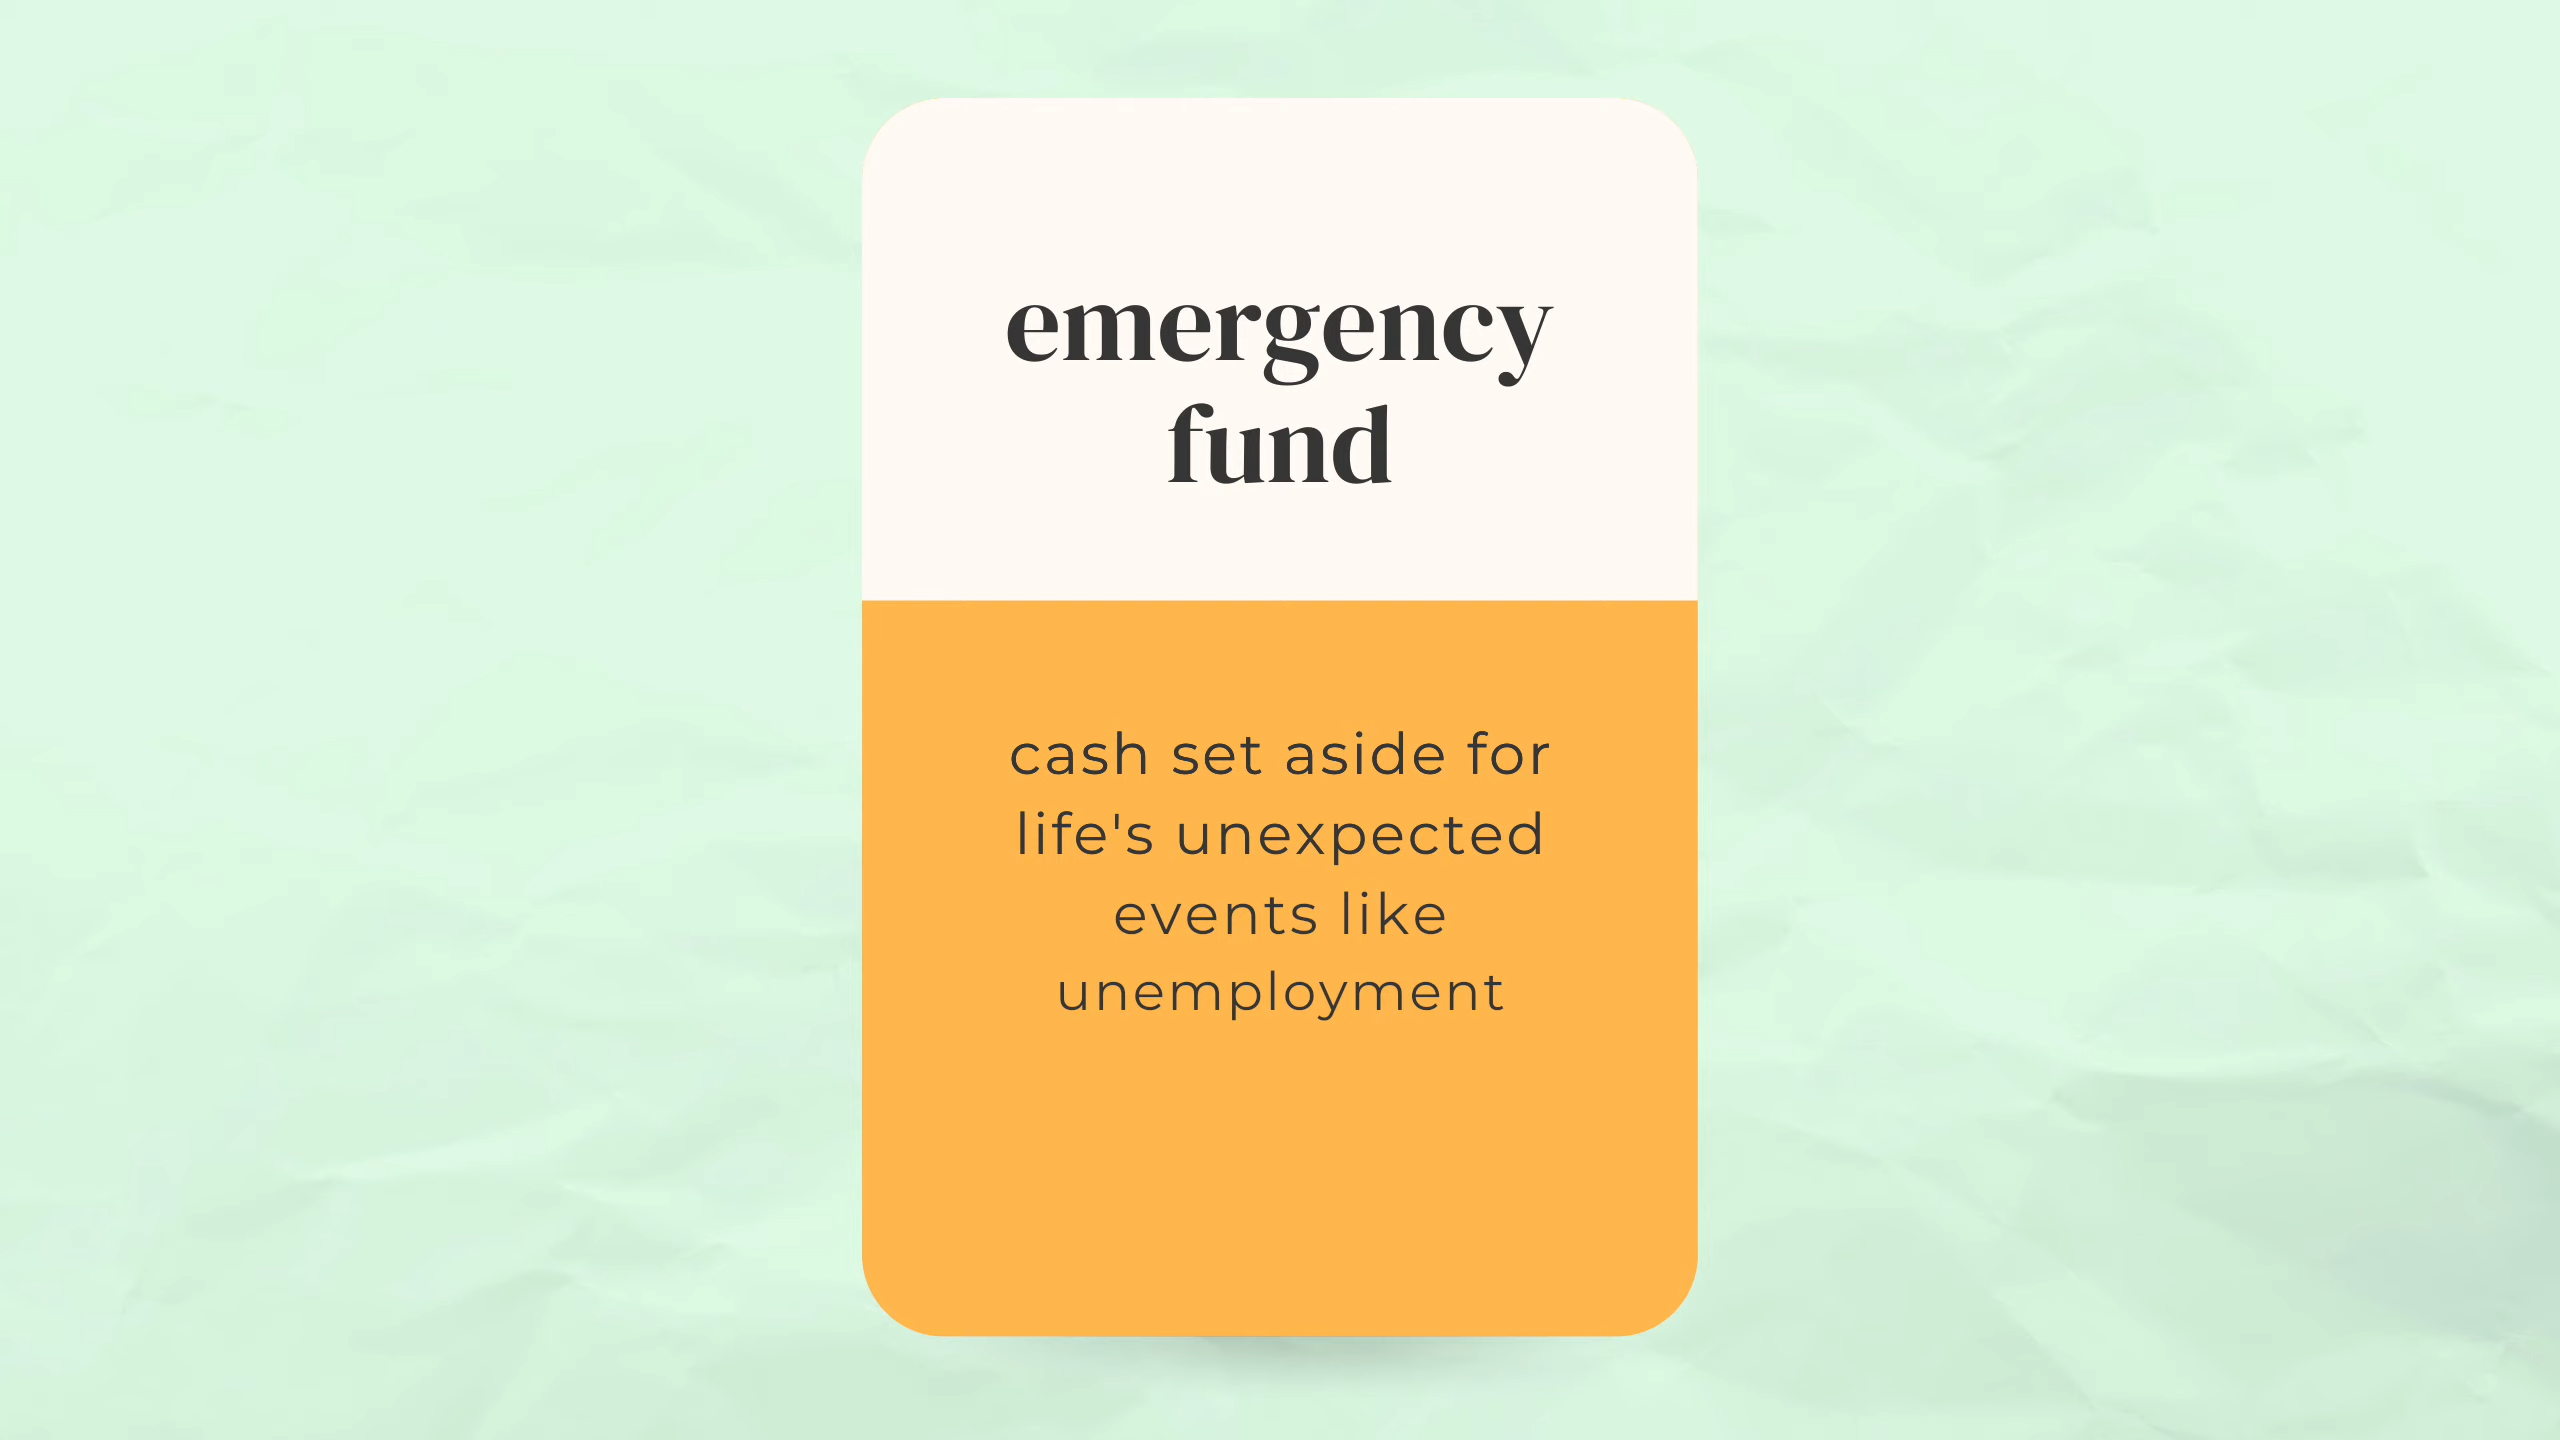 emergency
fund
cash set aside for
life's unexpected
events like
unemployment